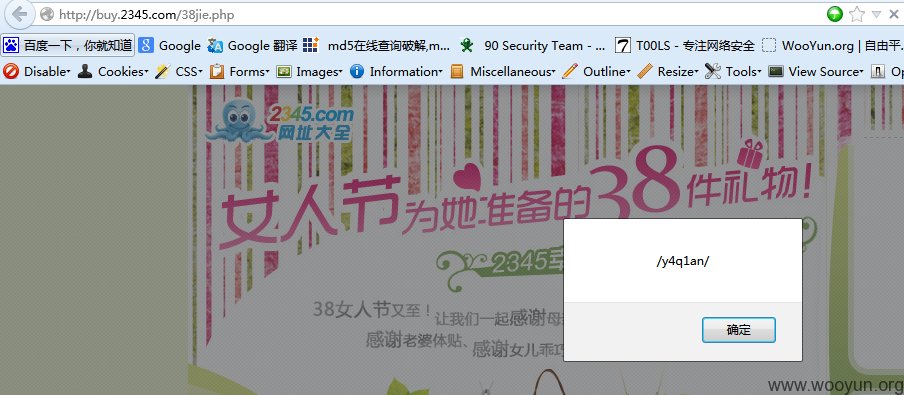 http://buy.2345.com/38jie.php
百度一下，你就知道 Google Google 翻译 md5在线查询破解,m... 90 Security Team - ... T00LS - 专注网络安全 WooYun.org | 自由平.
Disable Cookies CSS Forms Images Information Miscellaneous Outline Resize Tools View Source Op
2345.com
网址大全
女人节为她准备的38件礼物！
2345
/y4q1an/
38女人节又至！
让我们一起感谢母
感谢老婆体贴、
感谢女儿乖巧
确定
www.wooyun.org